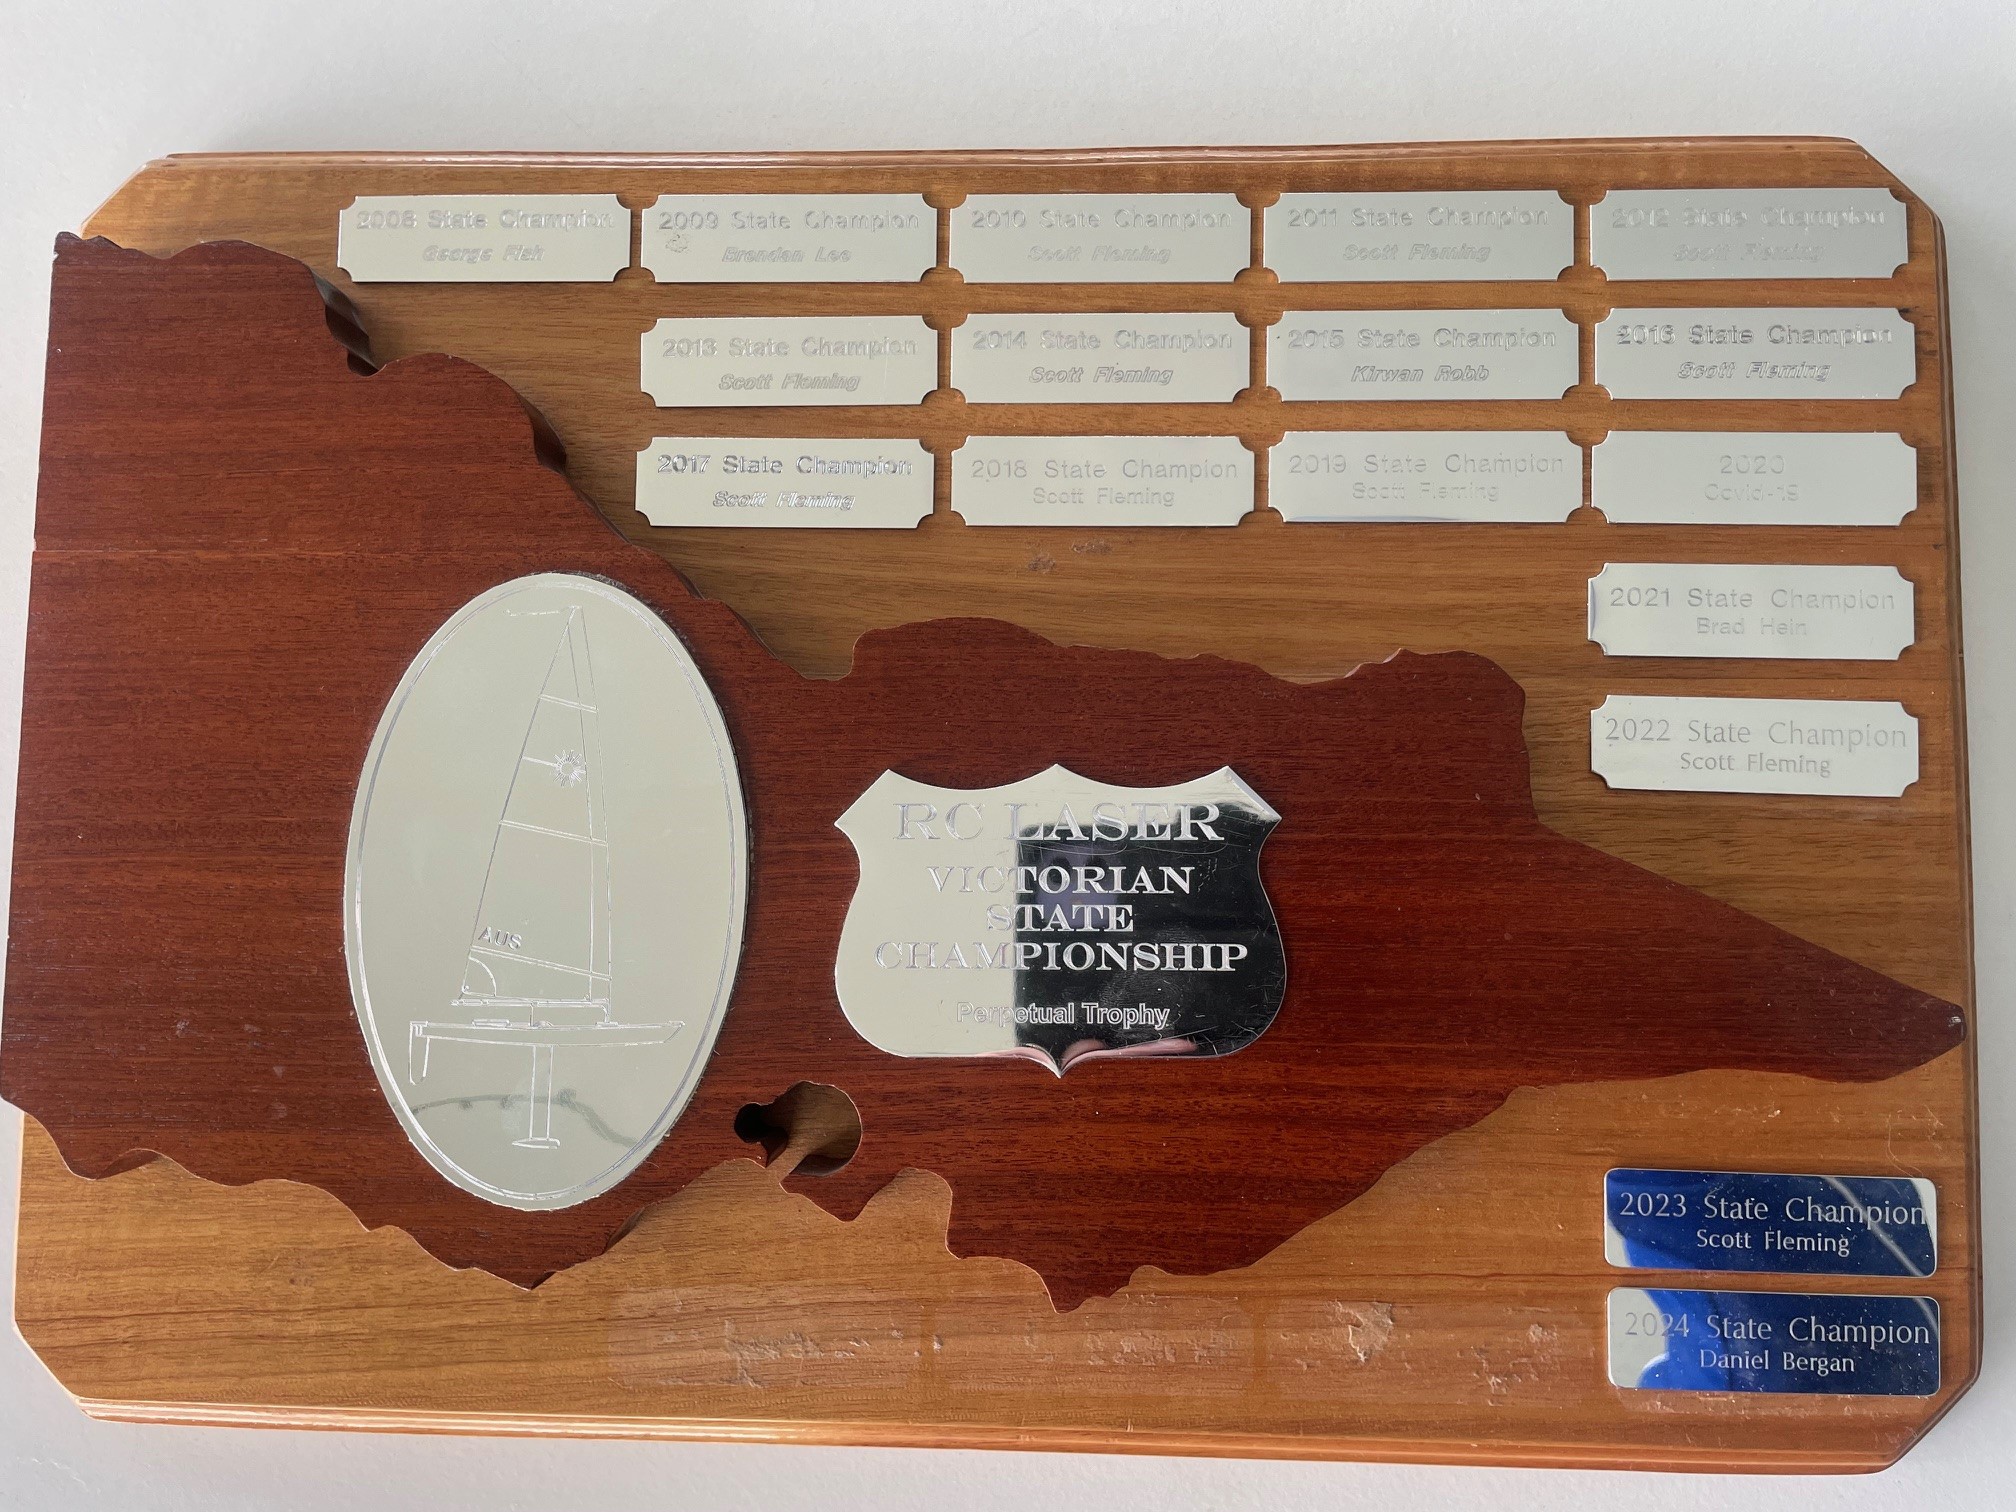 2008 State Champion
George Fish
2009 State Champion
Brendan Lee
2010 State Champion
Scott Fleming
2011 State Champion
Scott Fleming
2012 State Champion
Scott Fleming
2013 State Champion
Scott Fleming
2014 State Champion
Scott Fleming
2015 State Champion
Kirwan Robb
2016 State Champion
Scott Fleming
2017 State Champion
Scott Fleming
2018 State Champion
Scott Fleming
2019 State Champion
Scott Fleming
2020
Covid-19
2021 State Champion
Brad Hein
2022 State Champion
Scott Fleming
AUS
RC LASER
VICTORIAN
STATE
CHAMPIONSHIP
Perpetual Trophy
2023 State Champion
Scott Fleming
2024 State Champion
Daniel Bergan